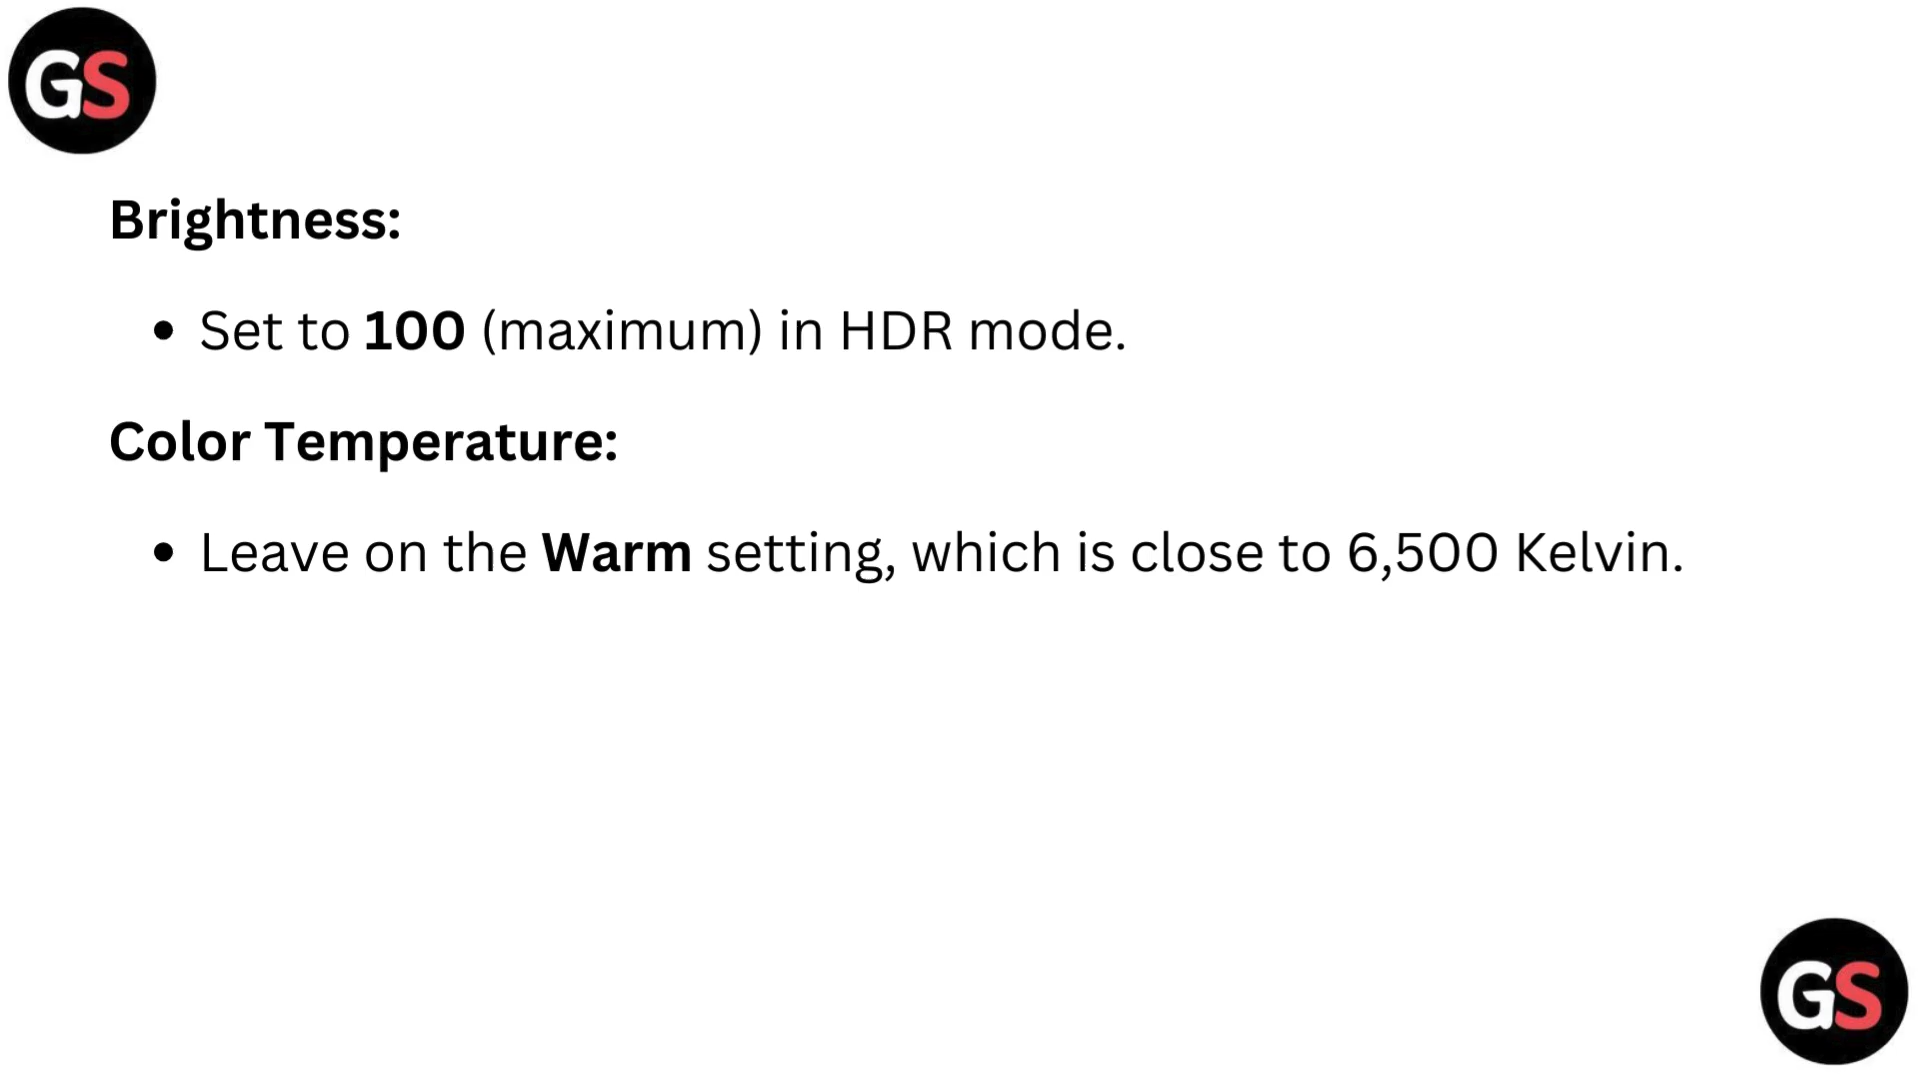 GS
Brightness:
• Set to 100 (maximum) in HDR mode.
Color Temperature:
• Leave on the Warm setting, which is close to 6,500 Kelvin.
GS